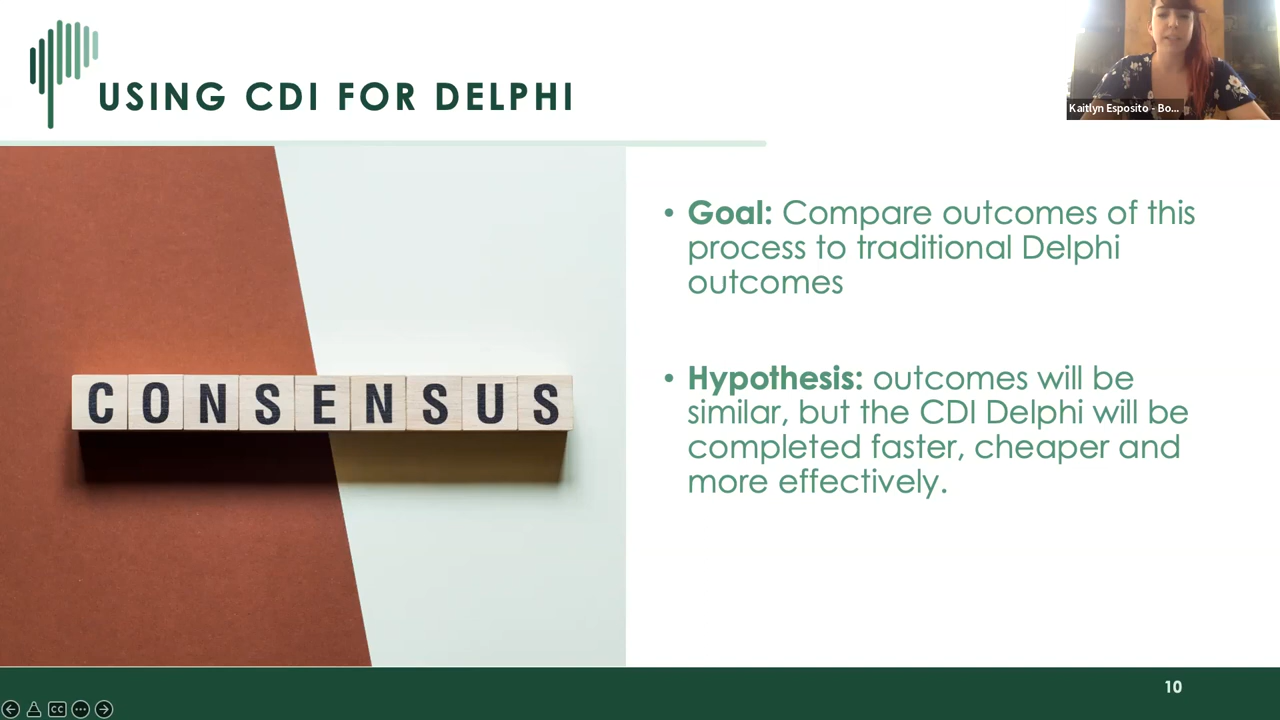 USING CDI FOR DELPHI
Kaitlyn Esposito - Bo...
CONSENSUS
• Goal: Compare outcomes of this
process to traditional Delphi
outcomes
• Hypothesis: outcomes will be
similar, but the CDI Delphi will be
completed faster, cheaper and
more effectively.
10
CC